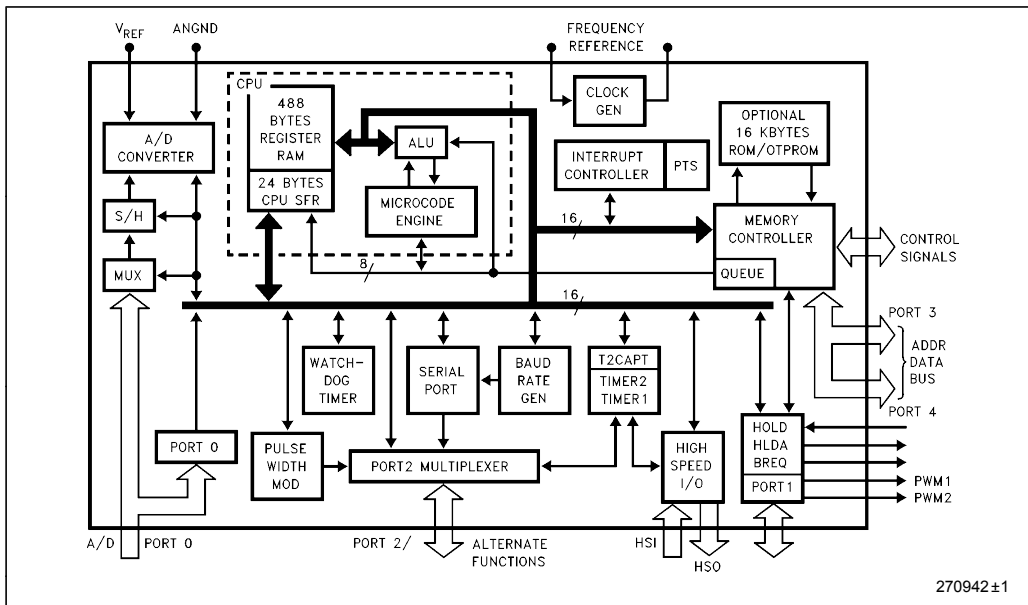 VREF
ANGND
FREQUENCY
REFERENCE
CPU
488
BYTES
REGISTER
RAM
24 BYTES
CPU SFR
ALU
MICROCODE
ENGINE
CLOCK
GEN
OPTIONAL
16 KBYTES
ROM/OTPROM
A/D
CONVERTER
INTERRUPT
CONTROLLER
PTS
S/H
MUX
16
MEMORY
CONTROLLER
QUEUE
CONTROL
SIGNALS
8
16
PORT 3
ADDR
DATA
BUS
PORT 4
WATCH-
DOG
TIMER
SERIAL
PORT
BAUD
RATE
GEN
T2CAPT
TIMER2
TIMER1
PORT 0
PULSE
WIDTH
MOD
PORT2 MULTIPLEXER
HIGH
SPEED
I/O
HOLD
HLDA
BREQ
PORT1
PWM1
PWM2
A/D
PORT 0
PORT 2/
ALTERNATE
FUNCTIONS
HSI
HSO
270942±1